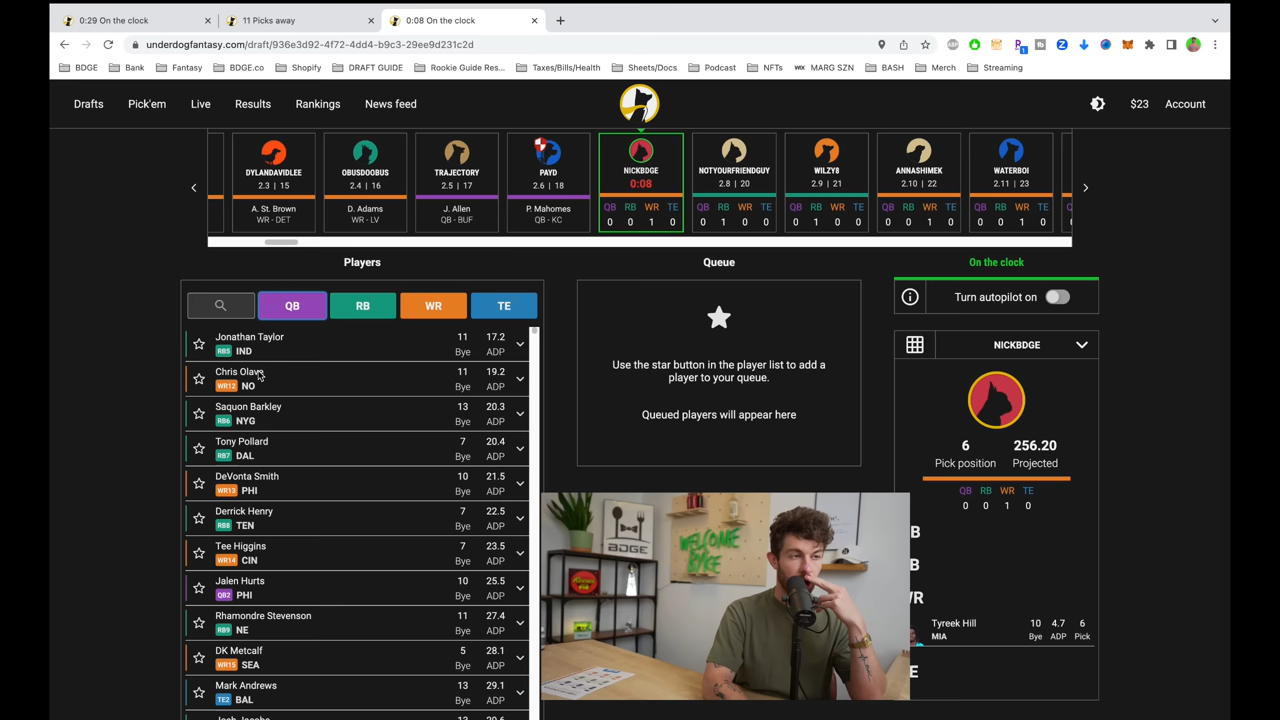 0:29 On the clock
11 Picks away
0:08 On the clock
underdogfantasy.com/draft/936e3d92-4f72-4dd4-b9c3-29ee9d231c2d
BDGE
Bank
Fantasy
BDGE.co
Shopify
DRAFT GUIDE
Rookie Guide Res...
Taxes/Bills/Health
Sheets/Docs
Podcast
NFTs
WIX MARG SZN
BASH
Merch
Streaming
Drafts
Pick'em
Live
Results
Rankings
News feed
$23
Account
DYLANDAVIDLEE
2.3 | 15
A. St. Brown
WR - DET
OBUSDOOBUS
2.4 | 16
D. Adams
WR - LV
TRAJECTORY
2.5 | 17
J. Allen
QB - BUF
PAYD
2.6 | 18
P. Mahomes
QB - KC
NICKBDGE
0:08
QB RB WR TE
0 0 1 0
NOTYOURFRIENDGUY
2.8 | 20
QB RB WR TE
0 1 0 0
WILZY8
2.9 | 21
QB RB WR TE
0 1 0 0
ANNASHIMEK
2.10 | 22
QB RB WR TE
0 0 1 0
WATERBOI
2.11 | 23
QB RB WR TE
0 0 1 0
Players
QB RB WR TE
Jonathan Taylor 11 17.2
RB5 IND Bye ADP
Chris Olave 11 19.2
WR12 NO Bye ADP
Saquon Barkley 13 20.3
RB6 NYG Bye ADP
Tony Pollard 7 20.4
RB7 DAL Bye ADP
DeVonta Smith 10 21.5
WR13 PHI Bye ADP
Derrick Henry 7 22.5
RB8 TEN Bye ADP
Tee Higgins 7 23.5
WR14 CIN Bye ADP
Jalen Hurts 10 25.5
QB2 PHI Bye ADP
Rhamondre Stevenson 11 27.4
RB9 NE Bye ADP
DK Metcalf 5 28.1
WR15 SEA Bye ADP
Mark Andrews 13 29.1
TE2 BAL Bye ADP
Queue
Use the star button in the player list to add a
player to your queue.
Queued players will appear here
BDGE
WELCOME
BYKE
On the clock
Turn autopilot on
NICKBDGE
6 256.20
Pick position Projected
QB RB WR TE
0 0 1 0
Tyreek Hill 10 4.7 6
MIA Bye ADP Pick